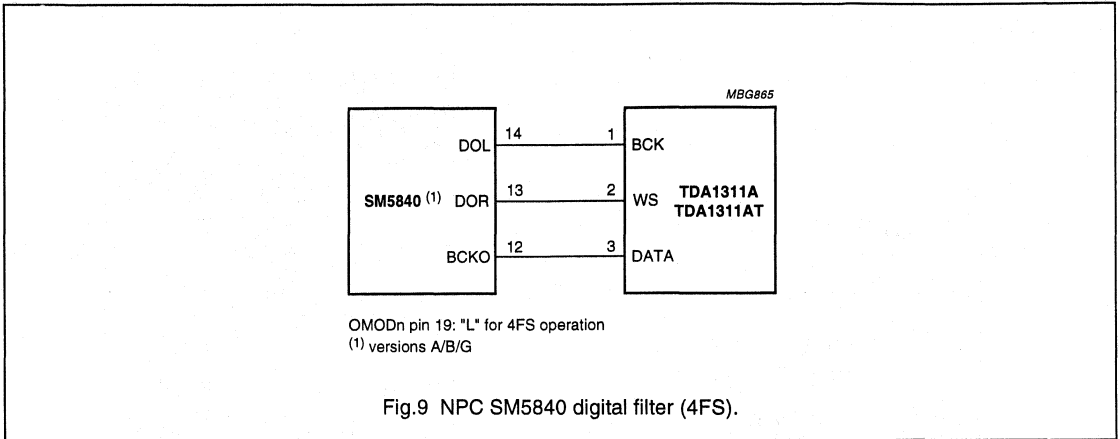 MBG865
DOL 14 1 BCK
SM5840 (1) DOR 13 2 WS TDA1311A
TDA1311AT
BCKO 12 3 DATA
OMODn pin 19: "L" for 4FS operation
(1) versions A/B/G
Fig.9 NPC SM5840 digital filter (4FS).